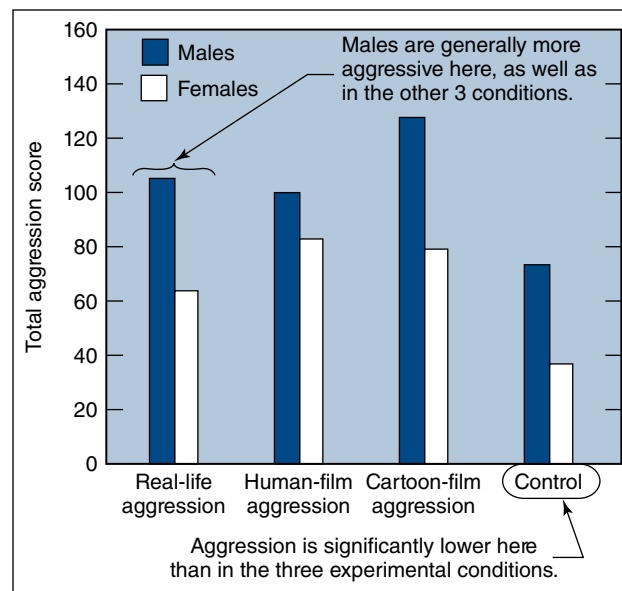 160
140
120
100
80
60
40
20
0
Total aggression score
Males
Females
Males are generally more
aggressive here, as well as
in the other 3 conditions.
Real-life
aggression
Human-film
aggression
Cartoon-film
aggression
Control
Aggression is significantly lower here
than in the three experimental conditions.